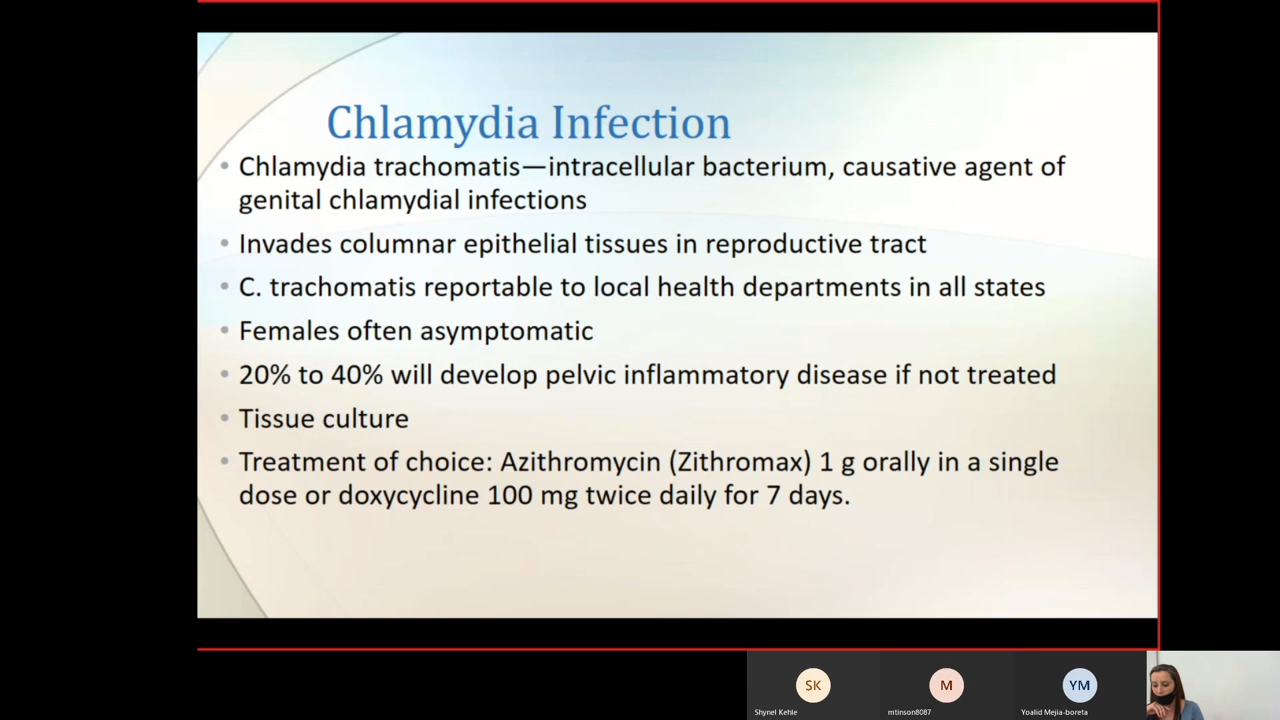 Chlamydia Infection
• Chlamydia trachomatis—intracellular bacterium, causative agent of
genital chlamydial infections
• Invades columnar epithelial tissues in reproductive tract
• C. trachomatis reportable to local health departments in all states
• Females often asymptomatic
• 20% to 40% will develop pelvic inflammatory disease if not treated
• Tissue culture
• Treatment of choice: Azithromycin (Zithromax) 1 g orally in a single
dose or doxycycline 100 mg twice daily for 7 days.
SK
M
YM
Shynel Kehle
mtinson8087
Yoalid Mejia-boreta